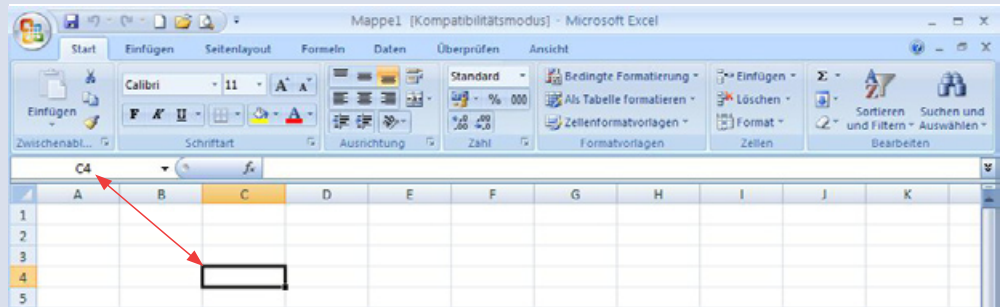 Mappe1 [Kompatibilitätsmodus] - Microsoft Excel
Start Einfügen Seitenlayout Formeln Daten Überprüfen Ansicht
Einfügen
Calibri 11 A A
F K U A
Standard
% 000
Bedingte Formatierung
Als Tabelle formatieren
Zellenformatvorlagen
Einfügen
Löschen
Format
Σ
Sortieren und Filtern
Suchen und Auswählen
Zwischenabl... Schriftart Ausrichtung Zahl Formatvorlagen Zellen Bearbeiten
C4 fx
A B C D E F G H I J K
1
2
3
4
5